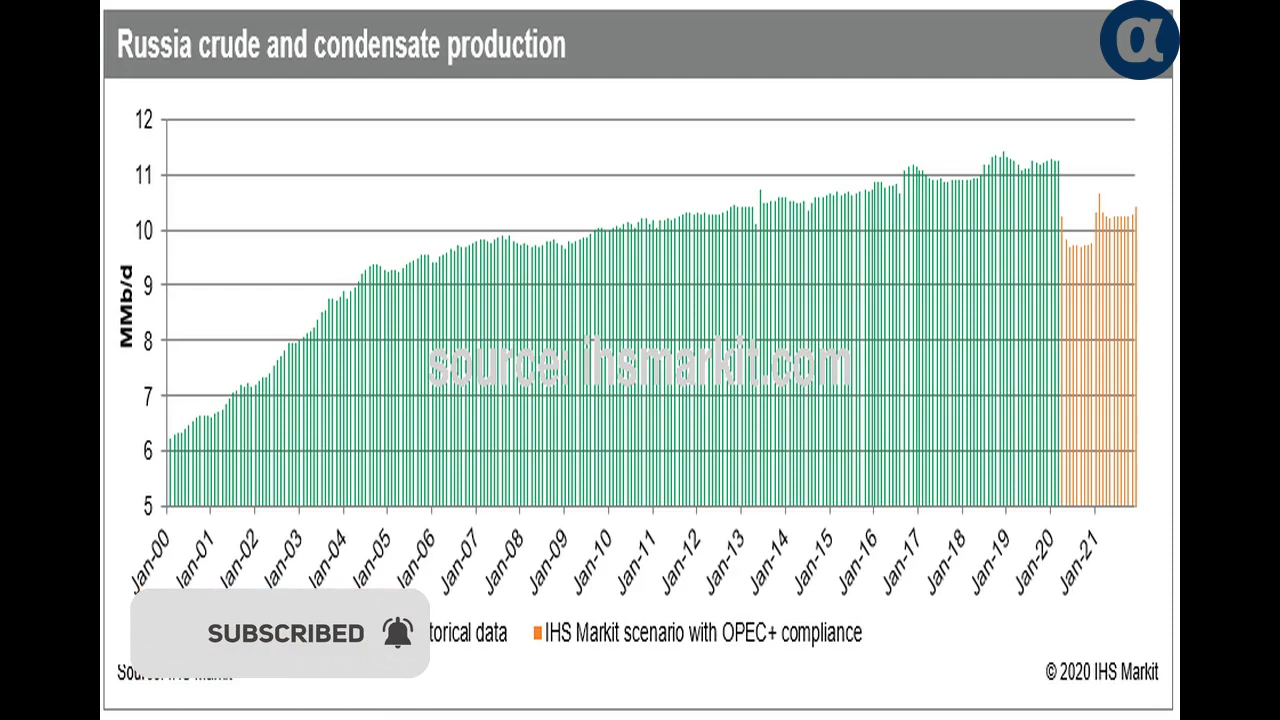 Russia crude and condensate production
α
12
11
10
9
8
7
6
5
MMb/d
source: ihsmarkit.com
Jan-00
Jan-01
Jan-02
Jan-03
Jan-04
Jan-05
Jan-06
Jan-07
Jan-08
Jan-09
Jan-10
Jan-11
Jan-12
Jan-13
Jan-14
Jan-15
Jan-16
Jan-17
Jan-18
Jan-19
Jan-20
Jan-21
SUBSCRIBED
torical data
IHS Markit scenario with OPEC+ compliance
Source: IHS Markit
© 2020 IHS Markit